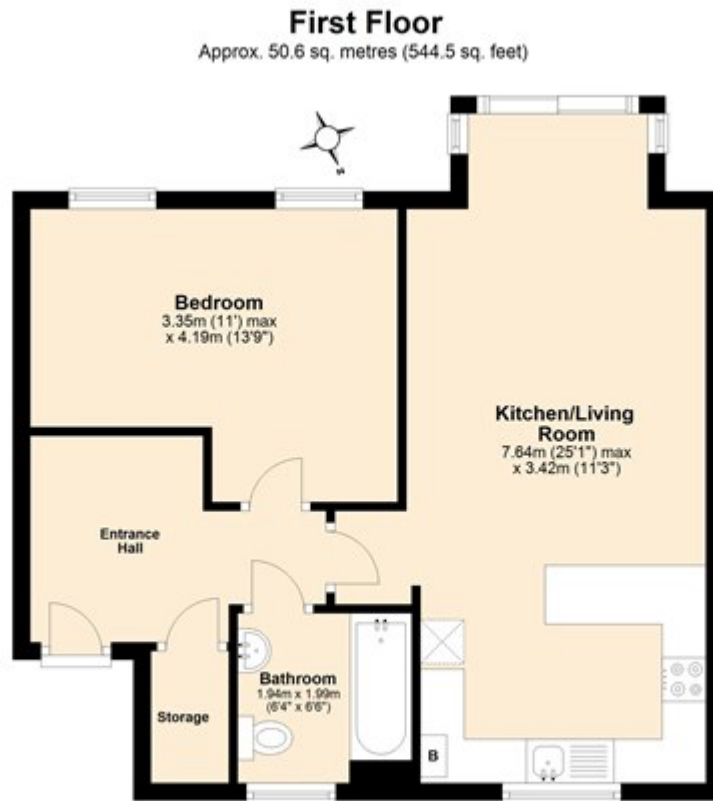 First Floor
Approx. 50.6 sq. metres (544.5 sq. feet)
Bedroom
3.35m (11') max
x 4.19m (13'9")
Kitchen/Living
Room
7.64m (25'1") max
x 3.42m (11'3")
Entrance
Hall
Bathroom
1.94m x 1.99m
(6'4" x 6'6")
Storage
B